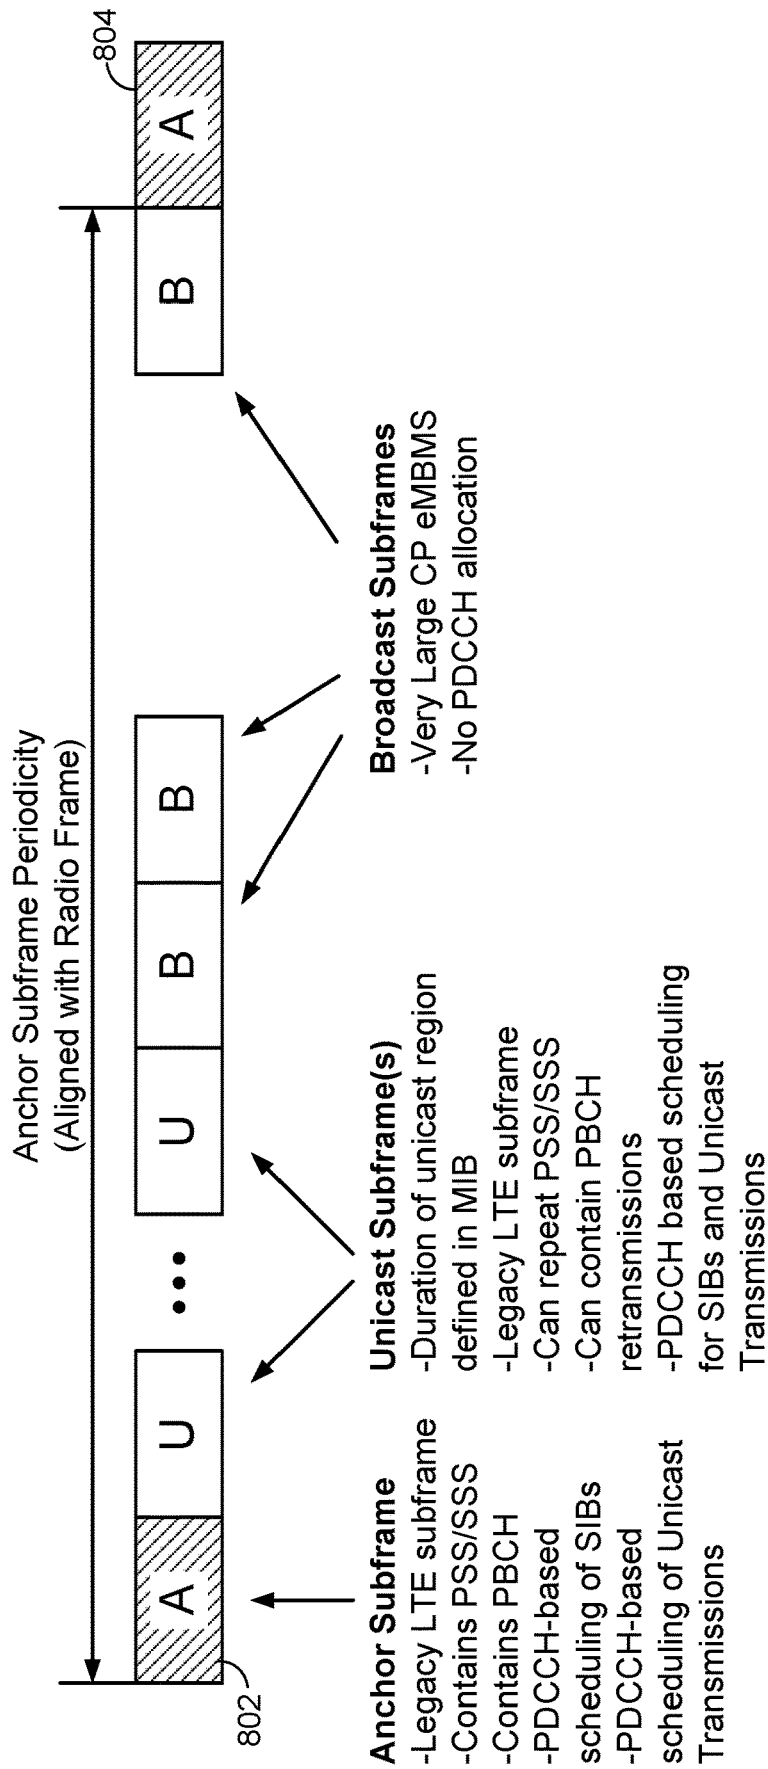 Anchor Subframe Periodicity
(Aligned with Radio Frame)
A
U
U
B
B
B
A
802
804
Anchor Subframe
-Legacy LTE subframe
-Contains PSS/SSS
-Contains PBCH
-PDCCH-based
scheduling of SIBs
-PDCCH-based
scheduling of Unicast
Transmissions
Unicast Subframe(s)
-Duration of unicast region
defined in MIB
-Legacy LTE subframe
-Can repeat PSS/SSS
-Can contain PBCH
retransmissions
-PDCCH based scheduling
for SIBs and Unicast
Transmissions
Broadcast Subframes
-Very Large CP eMBMS
-No PDCCH allocation